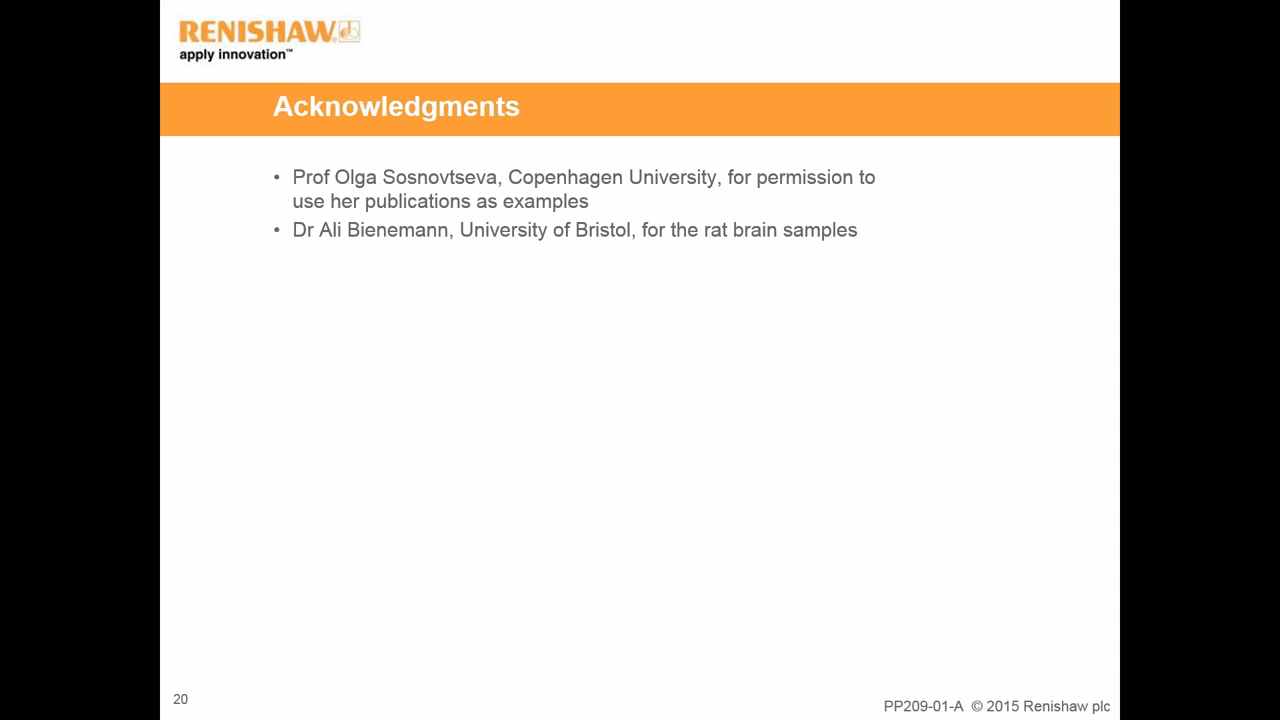 RENISHAW
apply innovation™
Acknowledgments
• Prof Olga Sosnovtseva, Copenhagen University, for permission to
use her publications as examples
• Dr Ali Bienemann, University of Bristol, for the rat brain samples
20
PP209-01-A © 2015 Renishaw plc